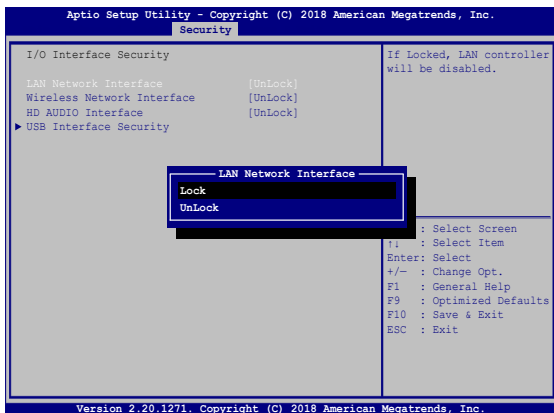 Aptio Setup Utility - Copyright (C) 2018 American Megatrends, Inc.
Security
I/O Interface Security
LAN Network Interface [UnLock]
Wireless Network Interface [UnLock]
HD AUDIO Interface [UnLock]
USB Interface Security
If Locked, LAN controller
will be disabled.
LAN Network Interface
Lock
UnLock
: Select Screen
↑↓ : Select Item
Enter: Select
+/− : Change Opt.
F1 : General Help
F9 : Optimized Defaults
F10 : Save & Exit
ESC : Exit
Version 2.20.1271. Copyright (C) 2018 American Megatrends, Inc.